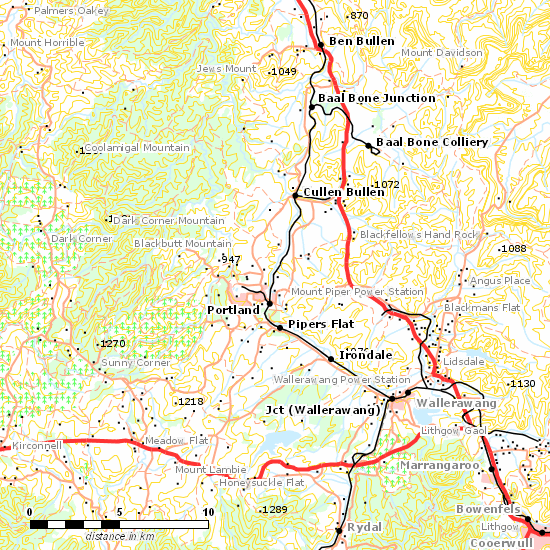 Palmers Oakey
870
Ben Bullen
Mount Horrible
Mount Davidson
Jew's Mount
1049
Baal Bone Junction
Baal Bone Colliery
Coolamigal Mountain
1072
Cullen Bullen
Dark Corner Mountain
Dark Corner
Blackbutt Mountain
Blackfellow's Hand Rock
1088
947
Angus Place
Mount Piper Power Station
Portland
Blackmans Flat
Pipers Flat
1270
Irondale
Sunny Corner
Lidsdale
Wallerawang Power Station
1130
1218
Jct (Wallerawang)
Wallerawang
Lithgow Gaol
Kirconnell
Meadow Flat
Mount Lambie
Marrangaroo
Honeysuckle Flat
0 5 10
distance in km
1289
Rydal
Bowenfels
Lithgow
Cooerwull